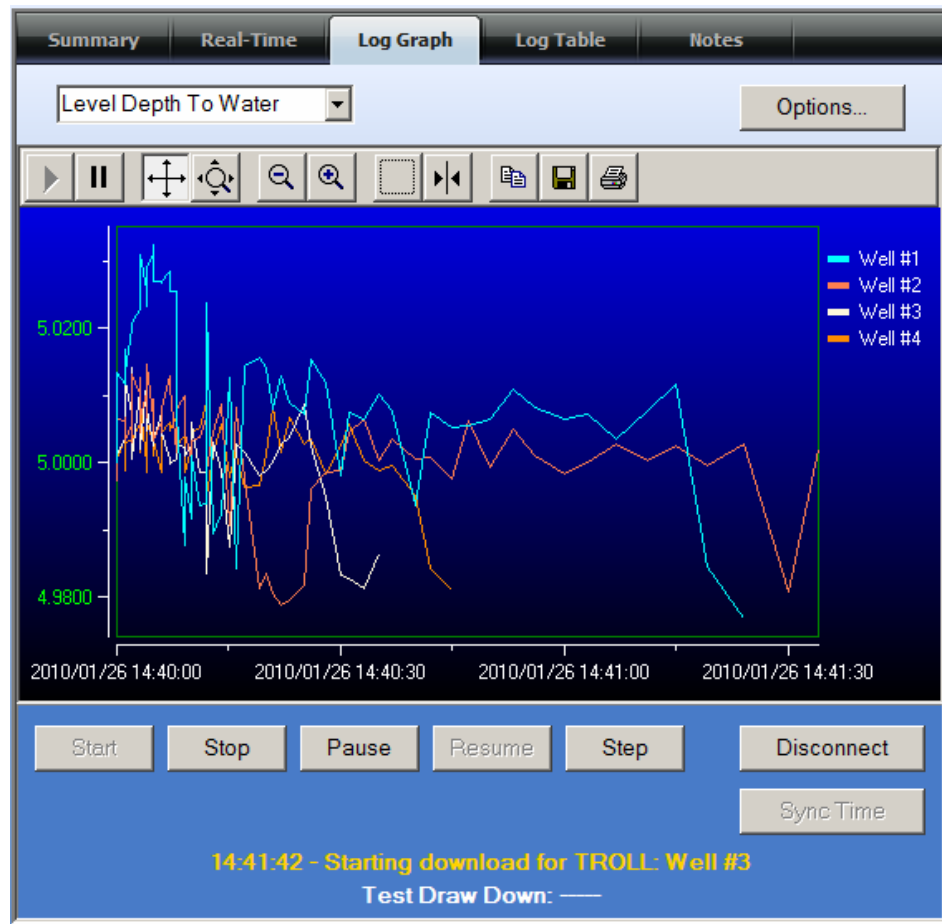 Summary Real-Time Log Graph Log Table Notes
Level Depth To Water Options...
Well #1
Well #2
Well #3
Well #4
5.0200
5.0000
4.9800
2010/01/26 14:40:00 2010/01/26 14:40:30 2010/01/26 14:41:00 2010/01/26 14:41:30
Start Stop Pause Resume Step Disconnect
Sync Time
14:41:42 - Starting download for TROLL: Well #3
Test Draw Down: -----